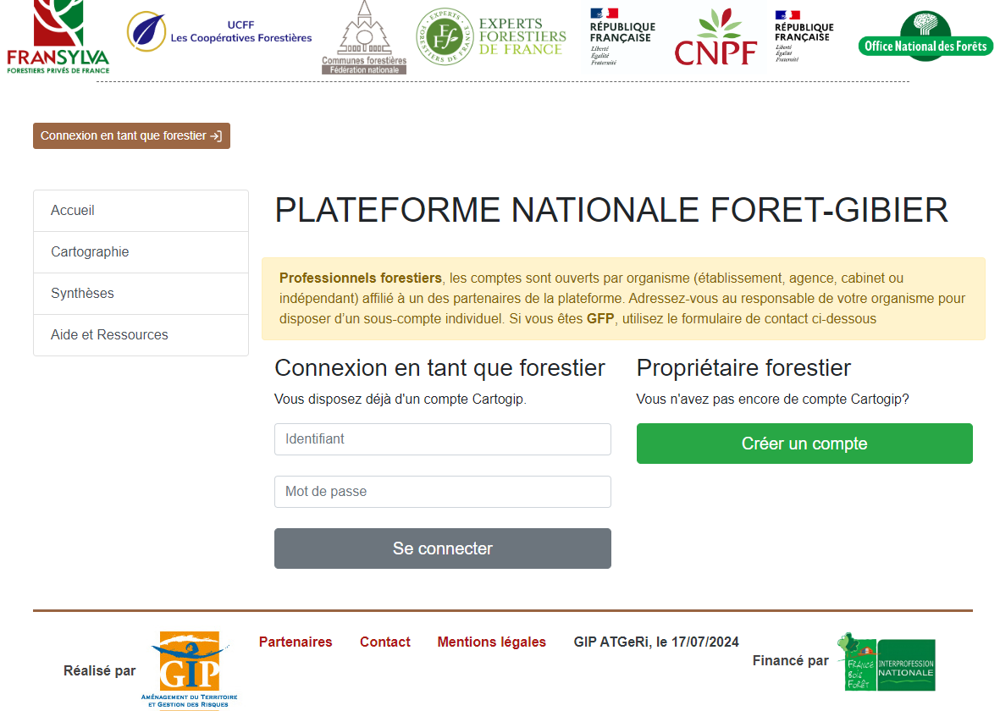 FRANSYLVA
FORESTIERS PRIVÉS DE FRANCE
UCFF
Les Coopératives Forestières
Communes forestières
Fédération nationale
EXPERTS FORESTIERS DE FRANCE
EF
EXPERTS
FORESTIERS
DE FRANCE
RÉPUBLIQUE
FRANÇAISE
Liberté
Égalité
Fraternité
CNPF
RÉPUBLIQUE
FRANÇAISE
Liberté
Égalité
Fraternité
Office National des Forêts
Connexion en tant que forestier
Accueil
Cartographie
Synthèses
Aide et Ressources
PLATEFORME NATIONALE FORET-GIBIER
Professionnels forestiers, les comptes sont ouverts par organisme (établissement, agence, cabinet ou
indépendant) affilié à un des partenaires de la plateforme. Adressez-vous au responsable de votre organisme pour
disposer d’un sous-compte individuel. Si vous êtes GFP, utilisez le formulaire de contact ci-dessous
Connexion en tant que forestier
Vous disposez déjà d'un compte Cartogip.
Identifiant
Mot de passe
Se connecter
Propriétaire forestier
Vous n'avez pas encore de compte Cartogip?
Créer un compte
Réalisé par
GIP
AMÉNAGEMENT DU TERRITOIRE
ET GESTION DES RISQUES
Partenaires Contact Mentions légales GIP ATGeRi, le 17/07/2024
Financé par
FRANCE
BOIS
FORÊT
INTERPROFESSION
NATIONALE